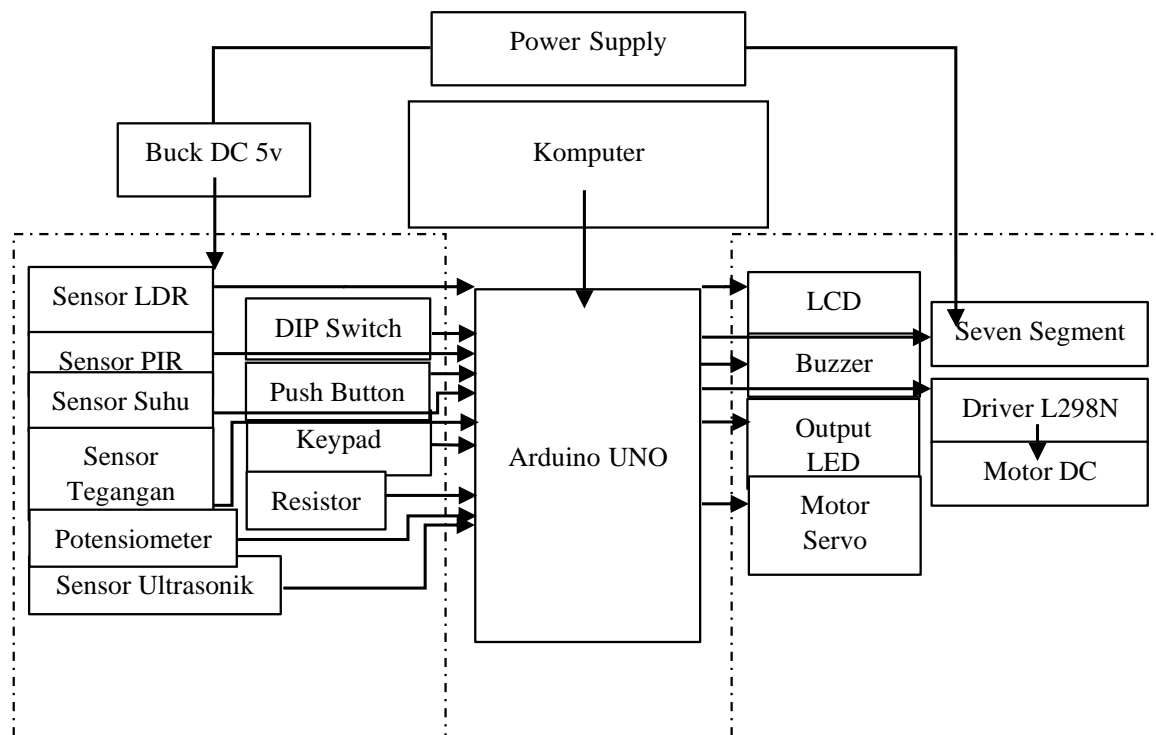 Power Supply
Buck DC 5v
Komputer
Sensor LDR
DIP Switch
Sensor PIR
Push Button
Sensor Suhu
Keypad
Sensor
Tegangan
Resistor
Potensiometer
Sensor Ultrasonik
Arduino UNO
LCD
Seven Segment
Buzzer
Driver L298N
Output
LED
Motor DC
Motor
Servo